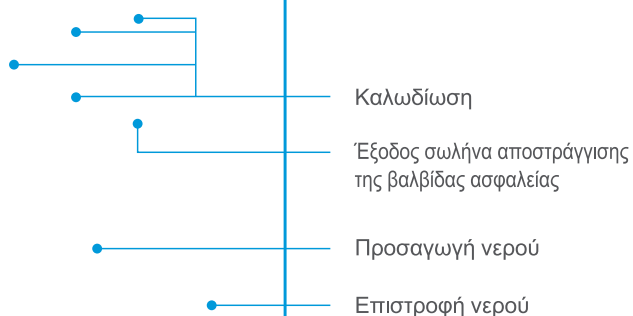 Καλωδίωση
Έξοδος σωλήνα αποστράγγισης
της βαλβίδας ασφαλείας
Προσαγωγή νερού
Επιστροφή νερού